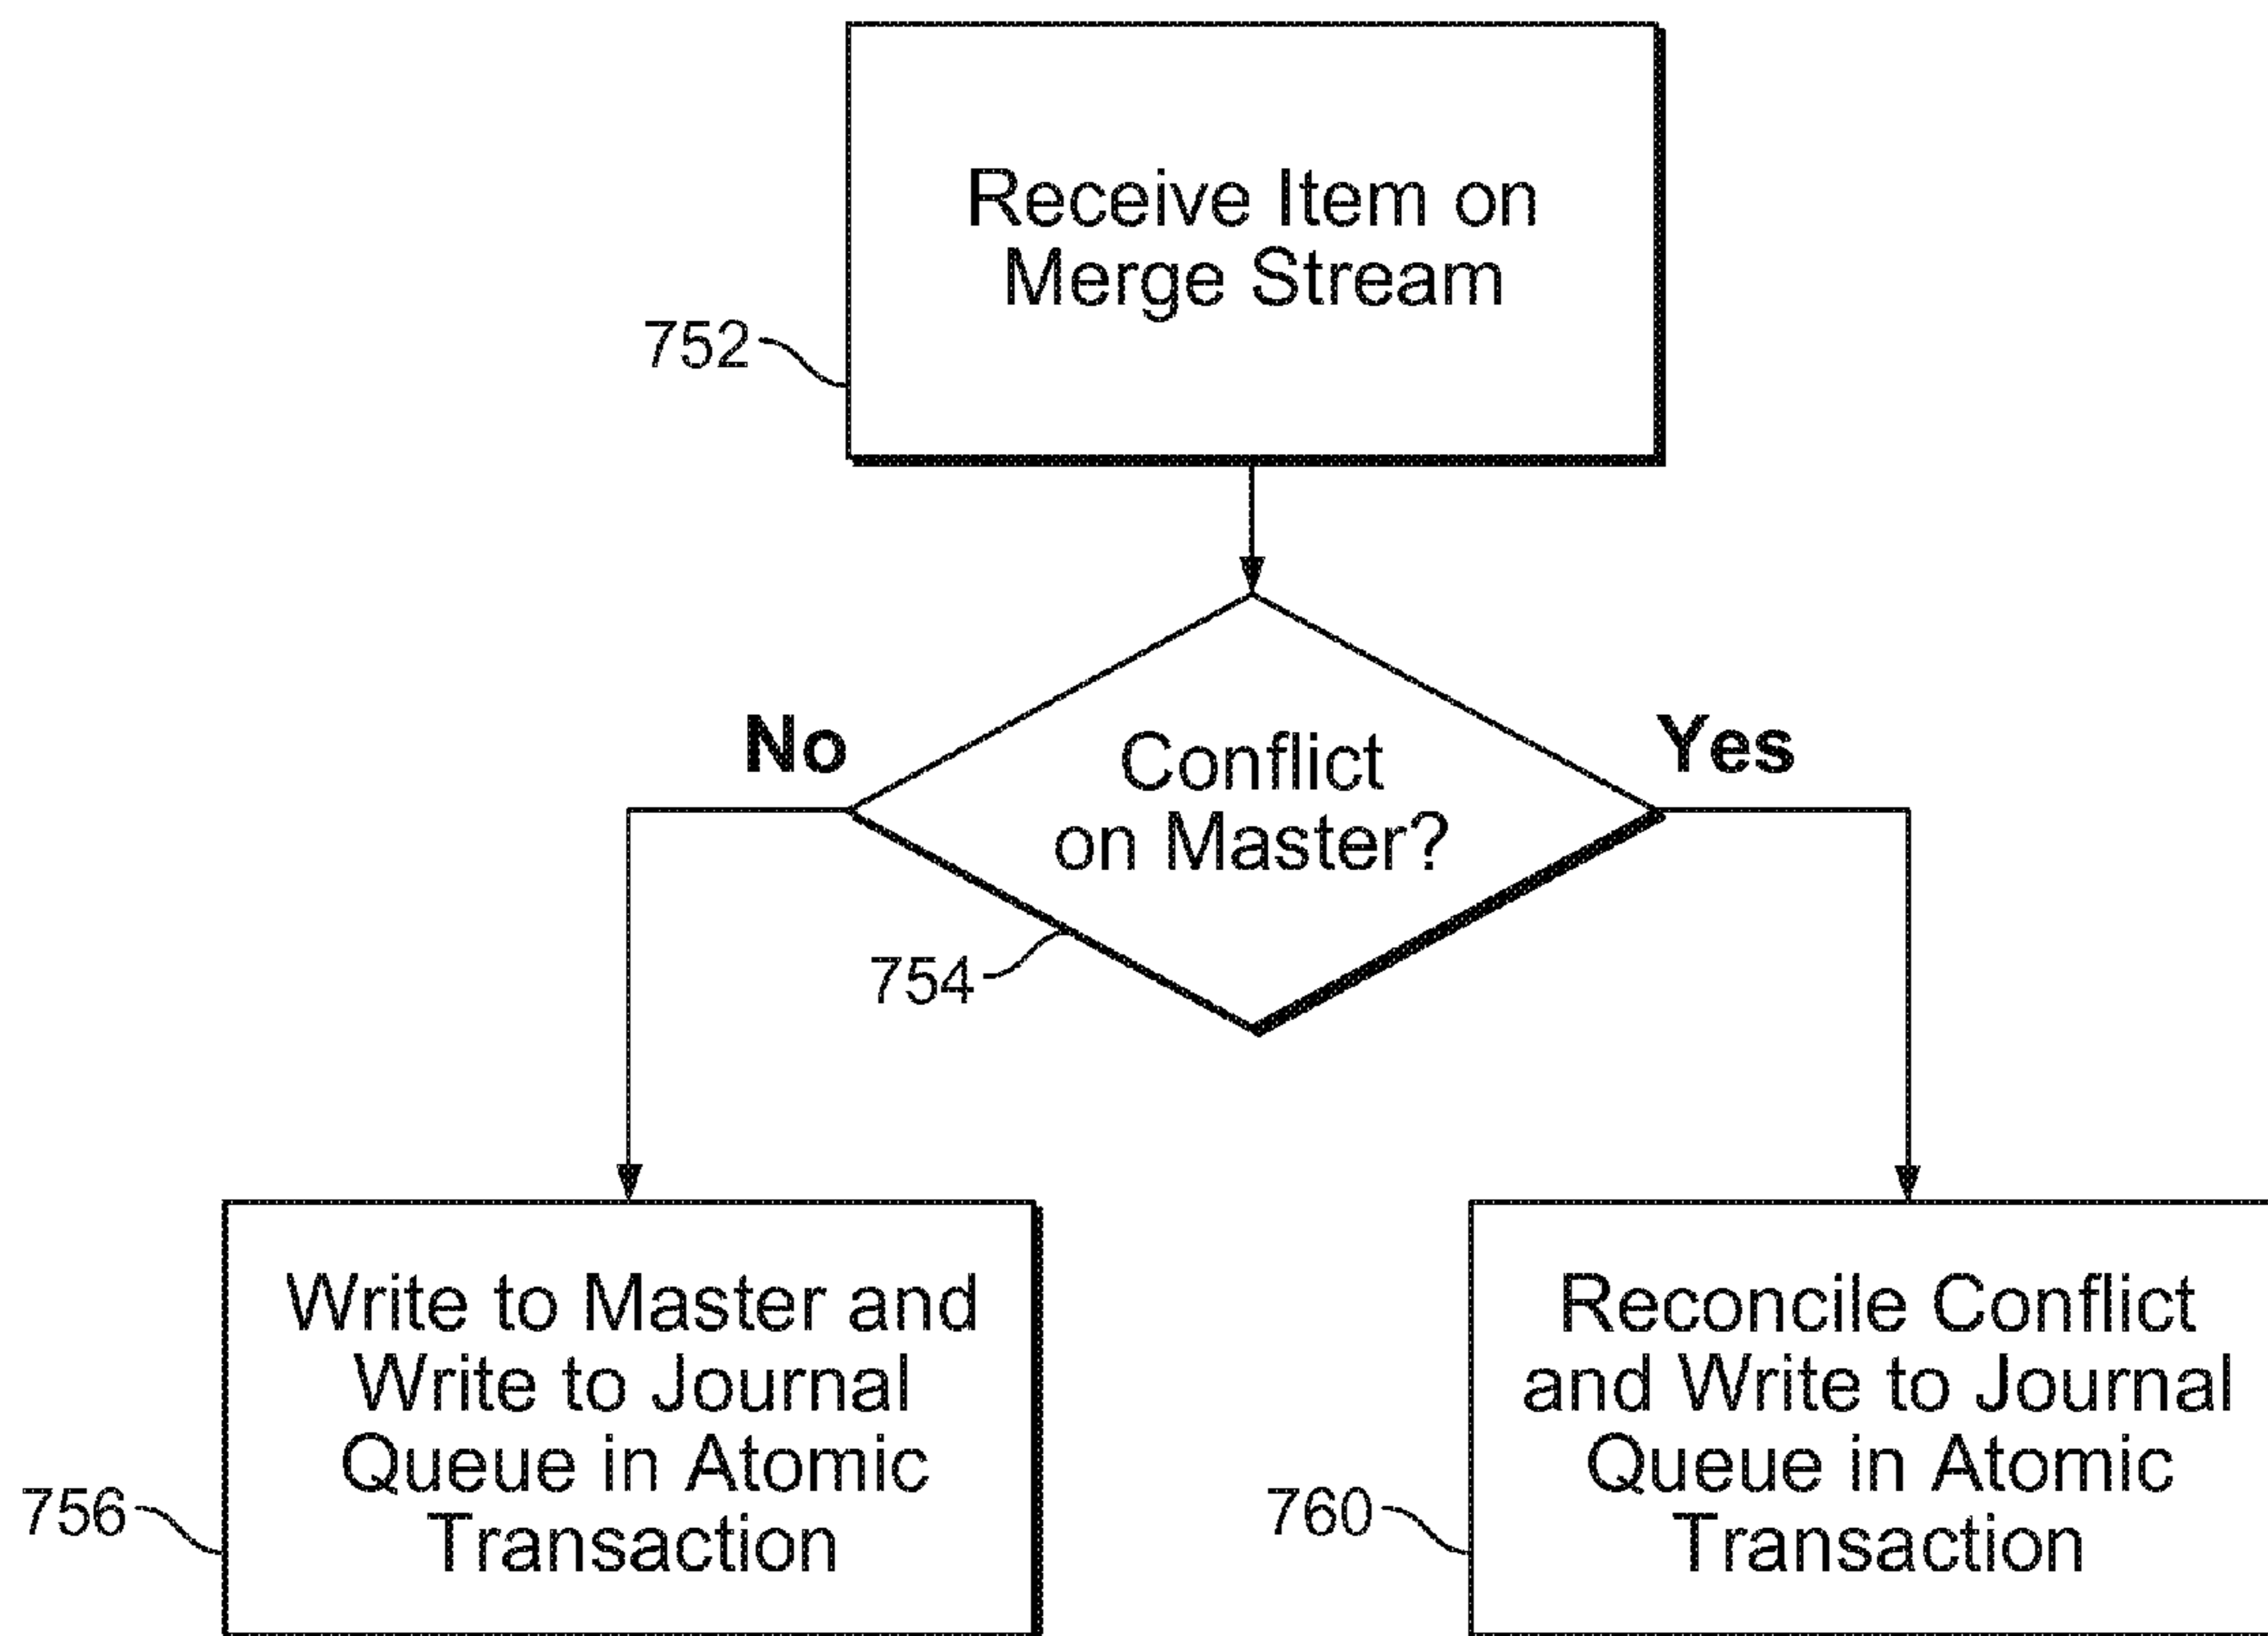 Receive Item on
Merge Stream
752
No
Yes
Conflict
on Master?
754
Write to Master and
Write to Journal
Queue in Atomic
Transaction
756
Reconcile Conflict
and Write to Journal
Queue in Atomic
Transaction
760